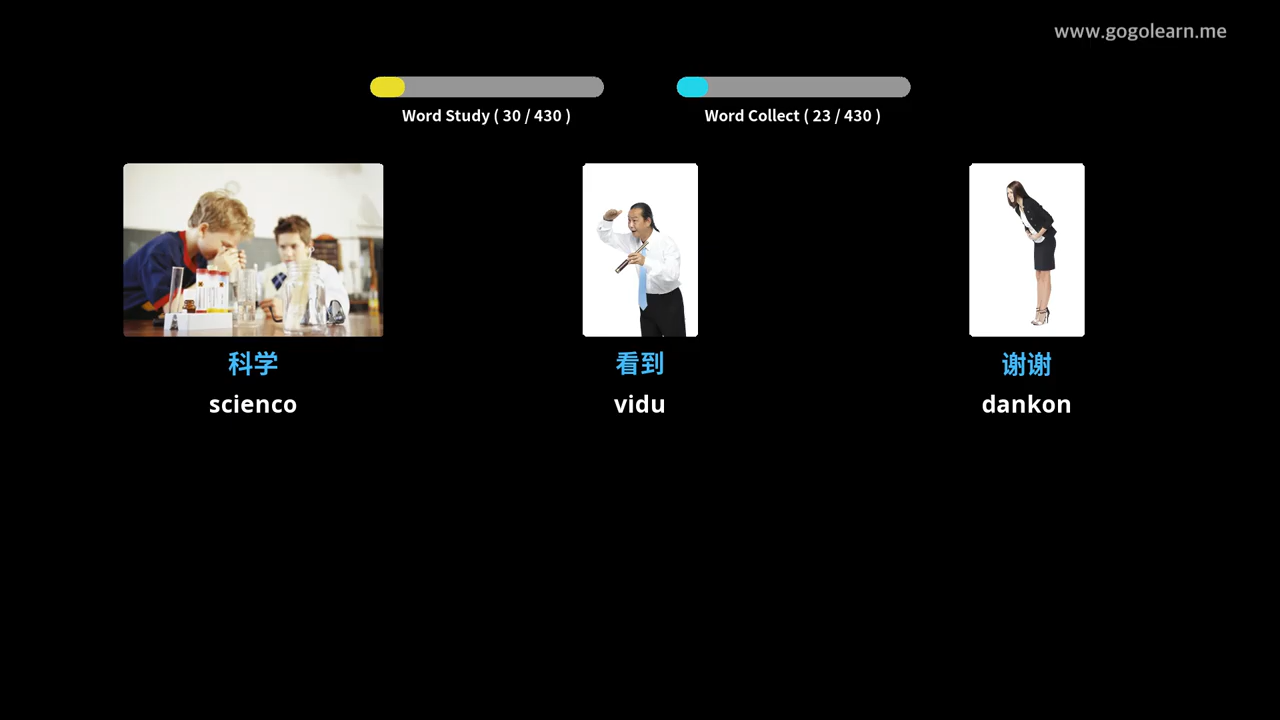 www.gogolearn.me
Word Study ( 30 / 430 )
Word Collect ( 23 / 430 )
科学
看到
谢谢
scienco
vidu
dankon